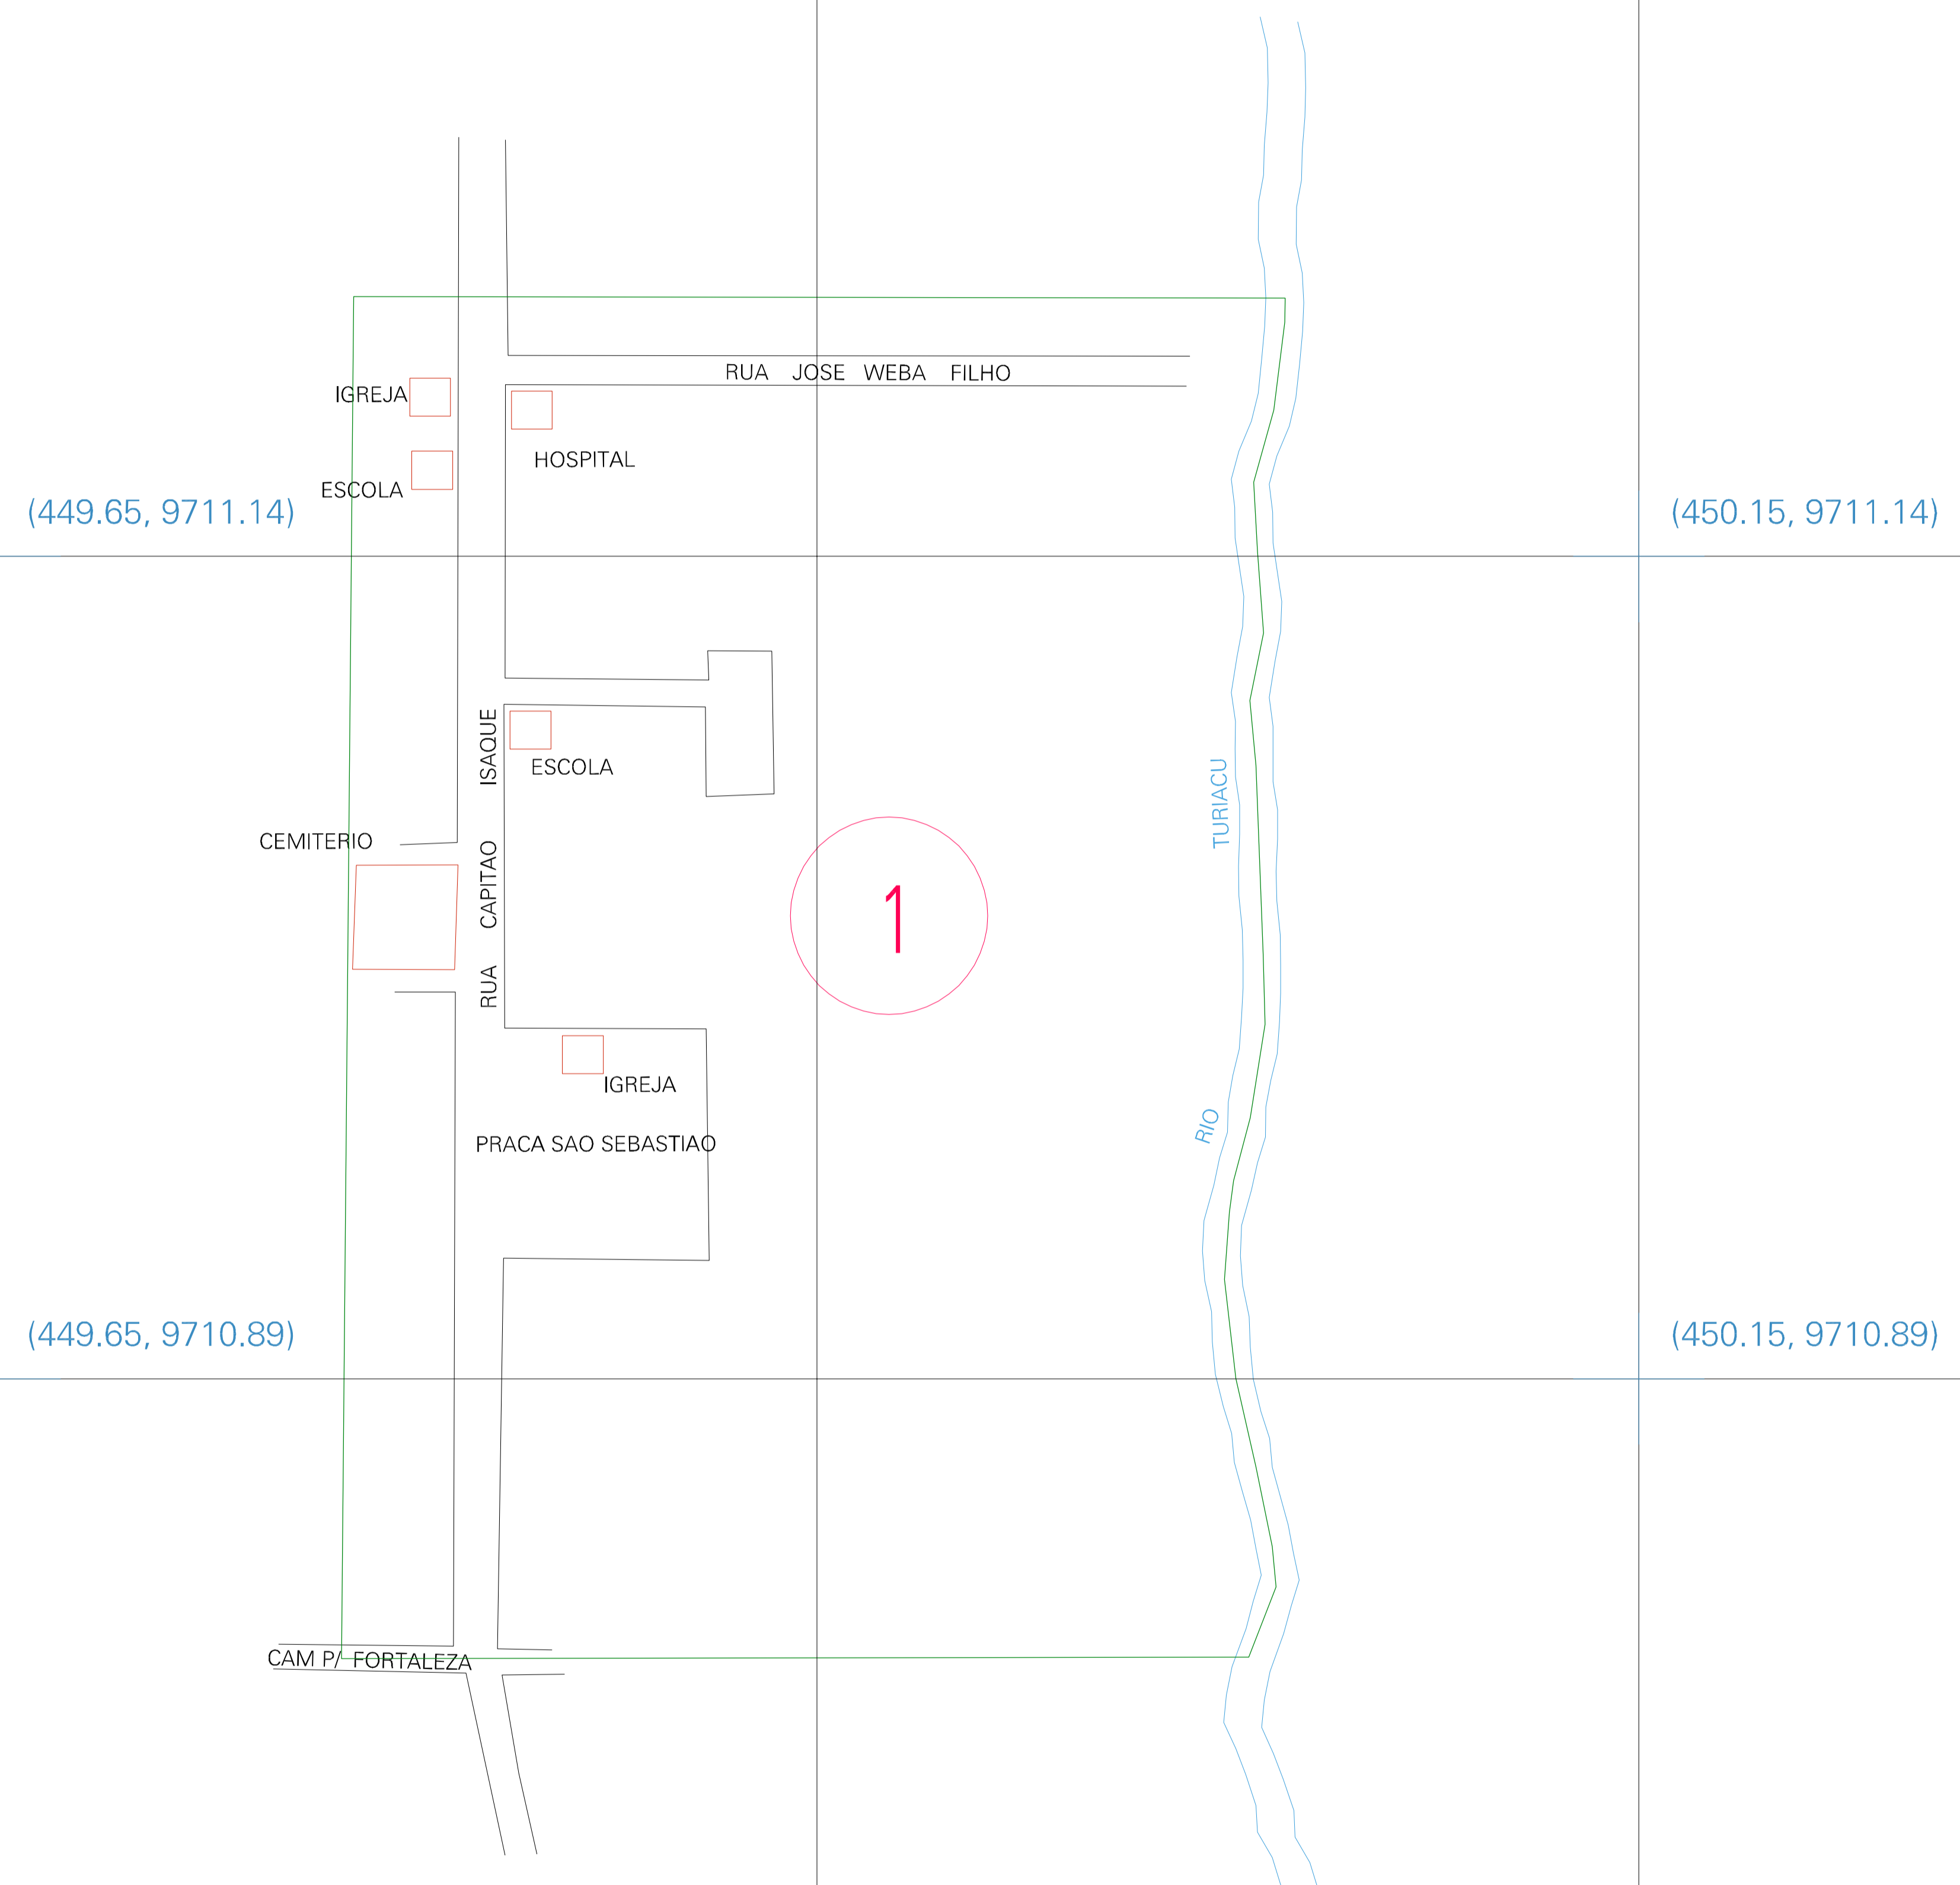 RUA JOSE WEBA FILHO
IGREJA
HOSPITAL
ESCOLA
(449.65, 9711.14)
(450.15, 9711.14)
RUA CAPITAO ISAQUE
ESCOLA
CEMITERIO
1
RIO TURIACU
IGREJA
PRACA SAO SEBASTIAO
(449.65, 9710.89)
(450.15, 9710.89)
CAM P/ FORTALEZA